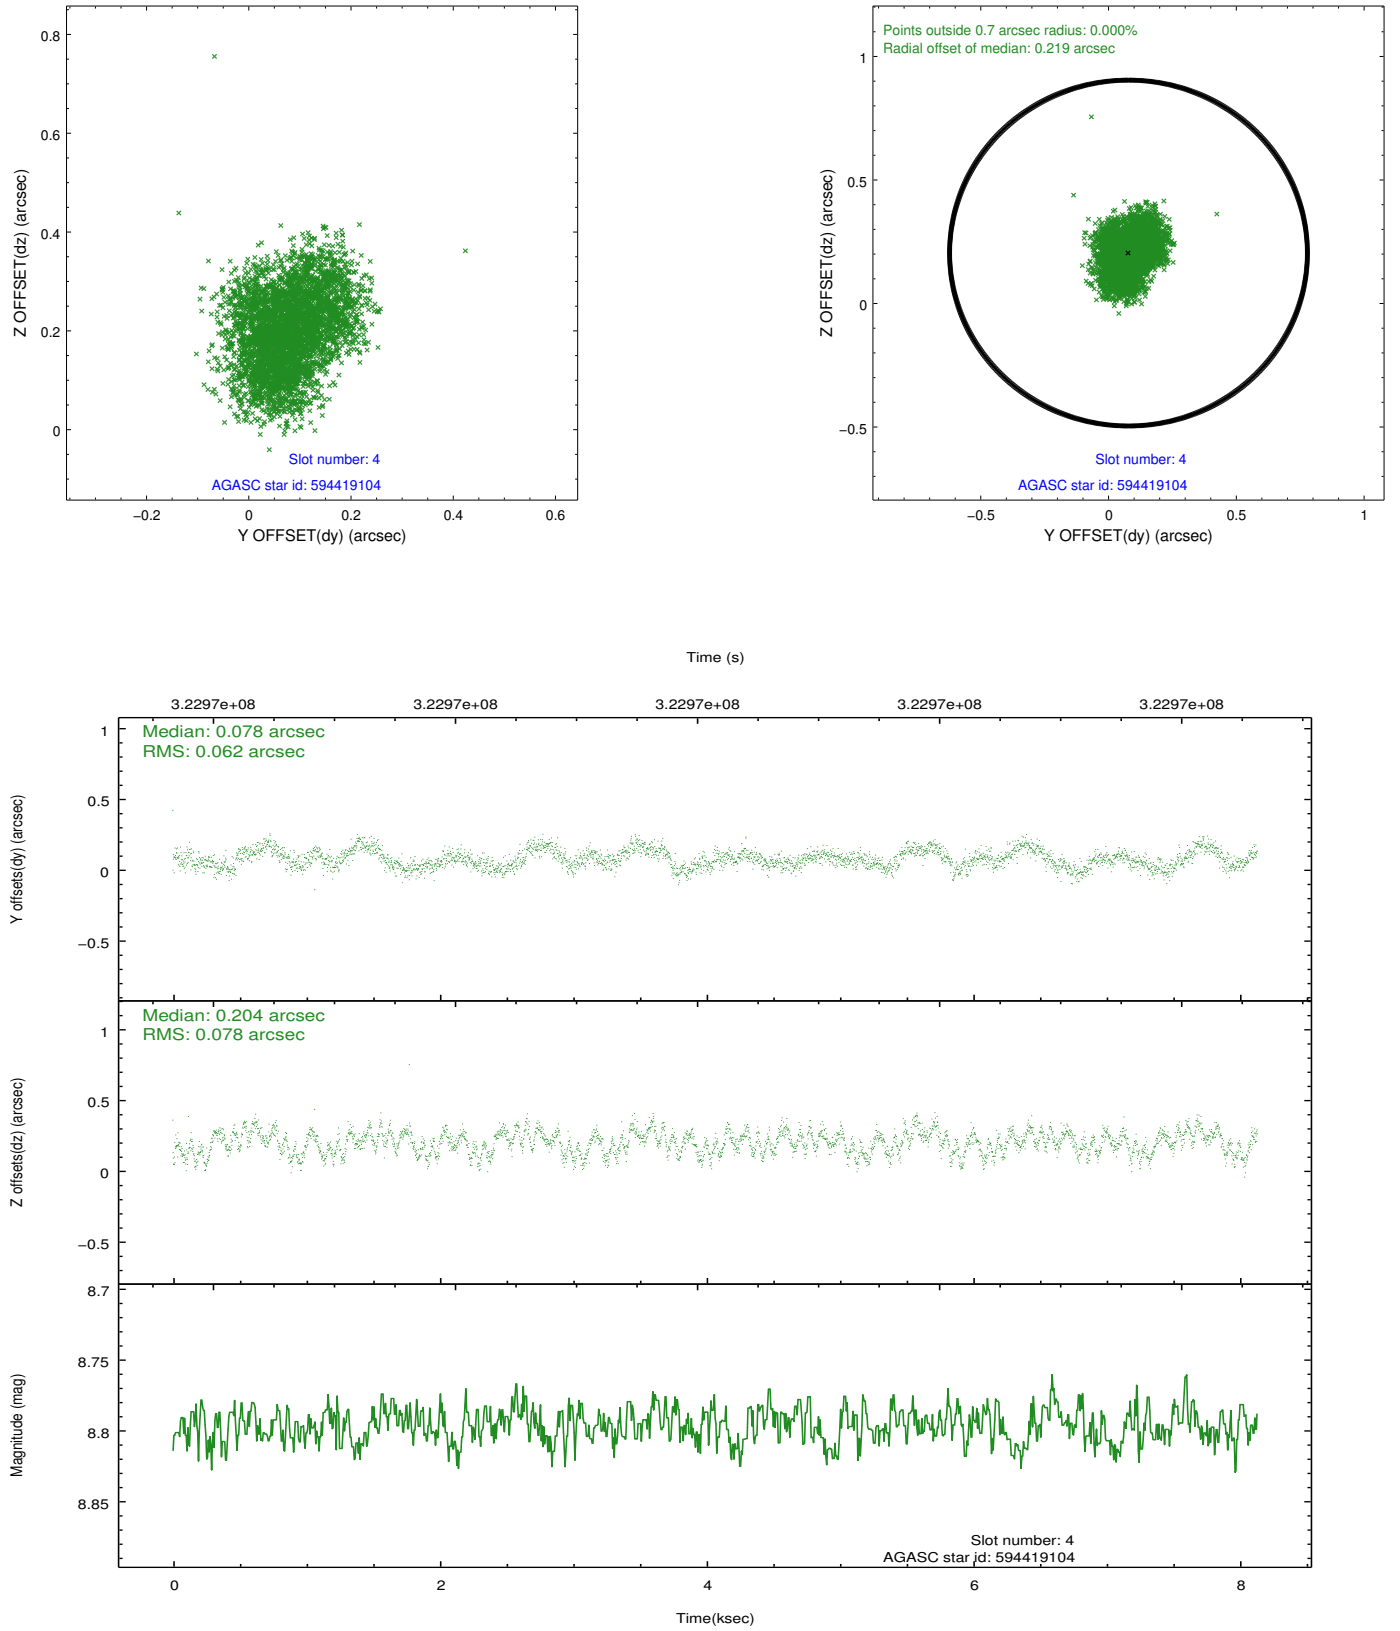 0.8
0.6
0.4
0.2
0
Z OFFSET(dz) (arcsec)
Slot number: 4
AGASC star id: 594419104
−0.2 0 0.2 0.4 0.6
Y OFFSET(dy) (arcsec)
Points outside 0.7 arcsec radius: 0.000%
Radial offset of median: 0.219 arcsec
1
0.5
0
−0.5
Z OFFSET(dz) (arcsec)
Slot number: 4
AGASC star id: 594419104
−0.5 0 0.5 1
Y OFFSET(dy) (arcsec)
Time (s)
3.2297e+08 3.2297e+08 3.2297e+08 3.2297e+08 3.2297e+08
Median: 0.078 arcsec
RMS: 0.062 arcsec
1
0.5
0
−0.5
Y offsets(dy) (arcsec)
Median: 0.204 arcsec
RMS: 0.078 arcsec
1
0.5
0
−0.5
Z offsets(dz) (arcsec)
8.7
8.75
8.8
8.85
Magnitude (mag)
Slot number: 4
AGASC star id: 594419104
0 2 4 6 8
Time(ksec)